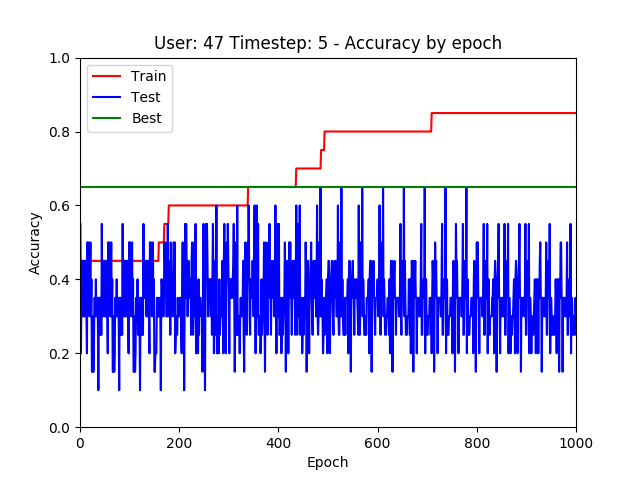 User: 47 Timestep: 5 - Accuracy by epoch
1.0
Train
Test
Best
0.8
0.6
Accuracy
0.4
0.2
0.0
0 200 400 600 800 1000
Epoch